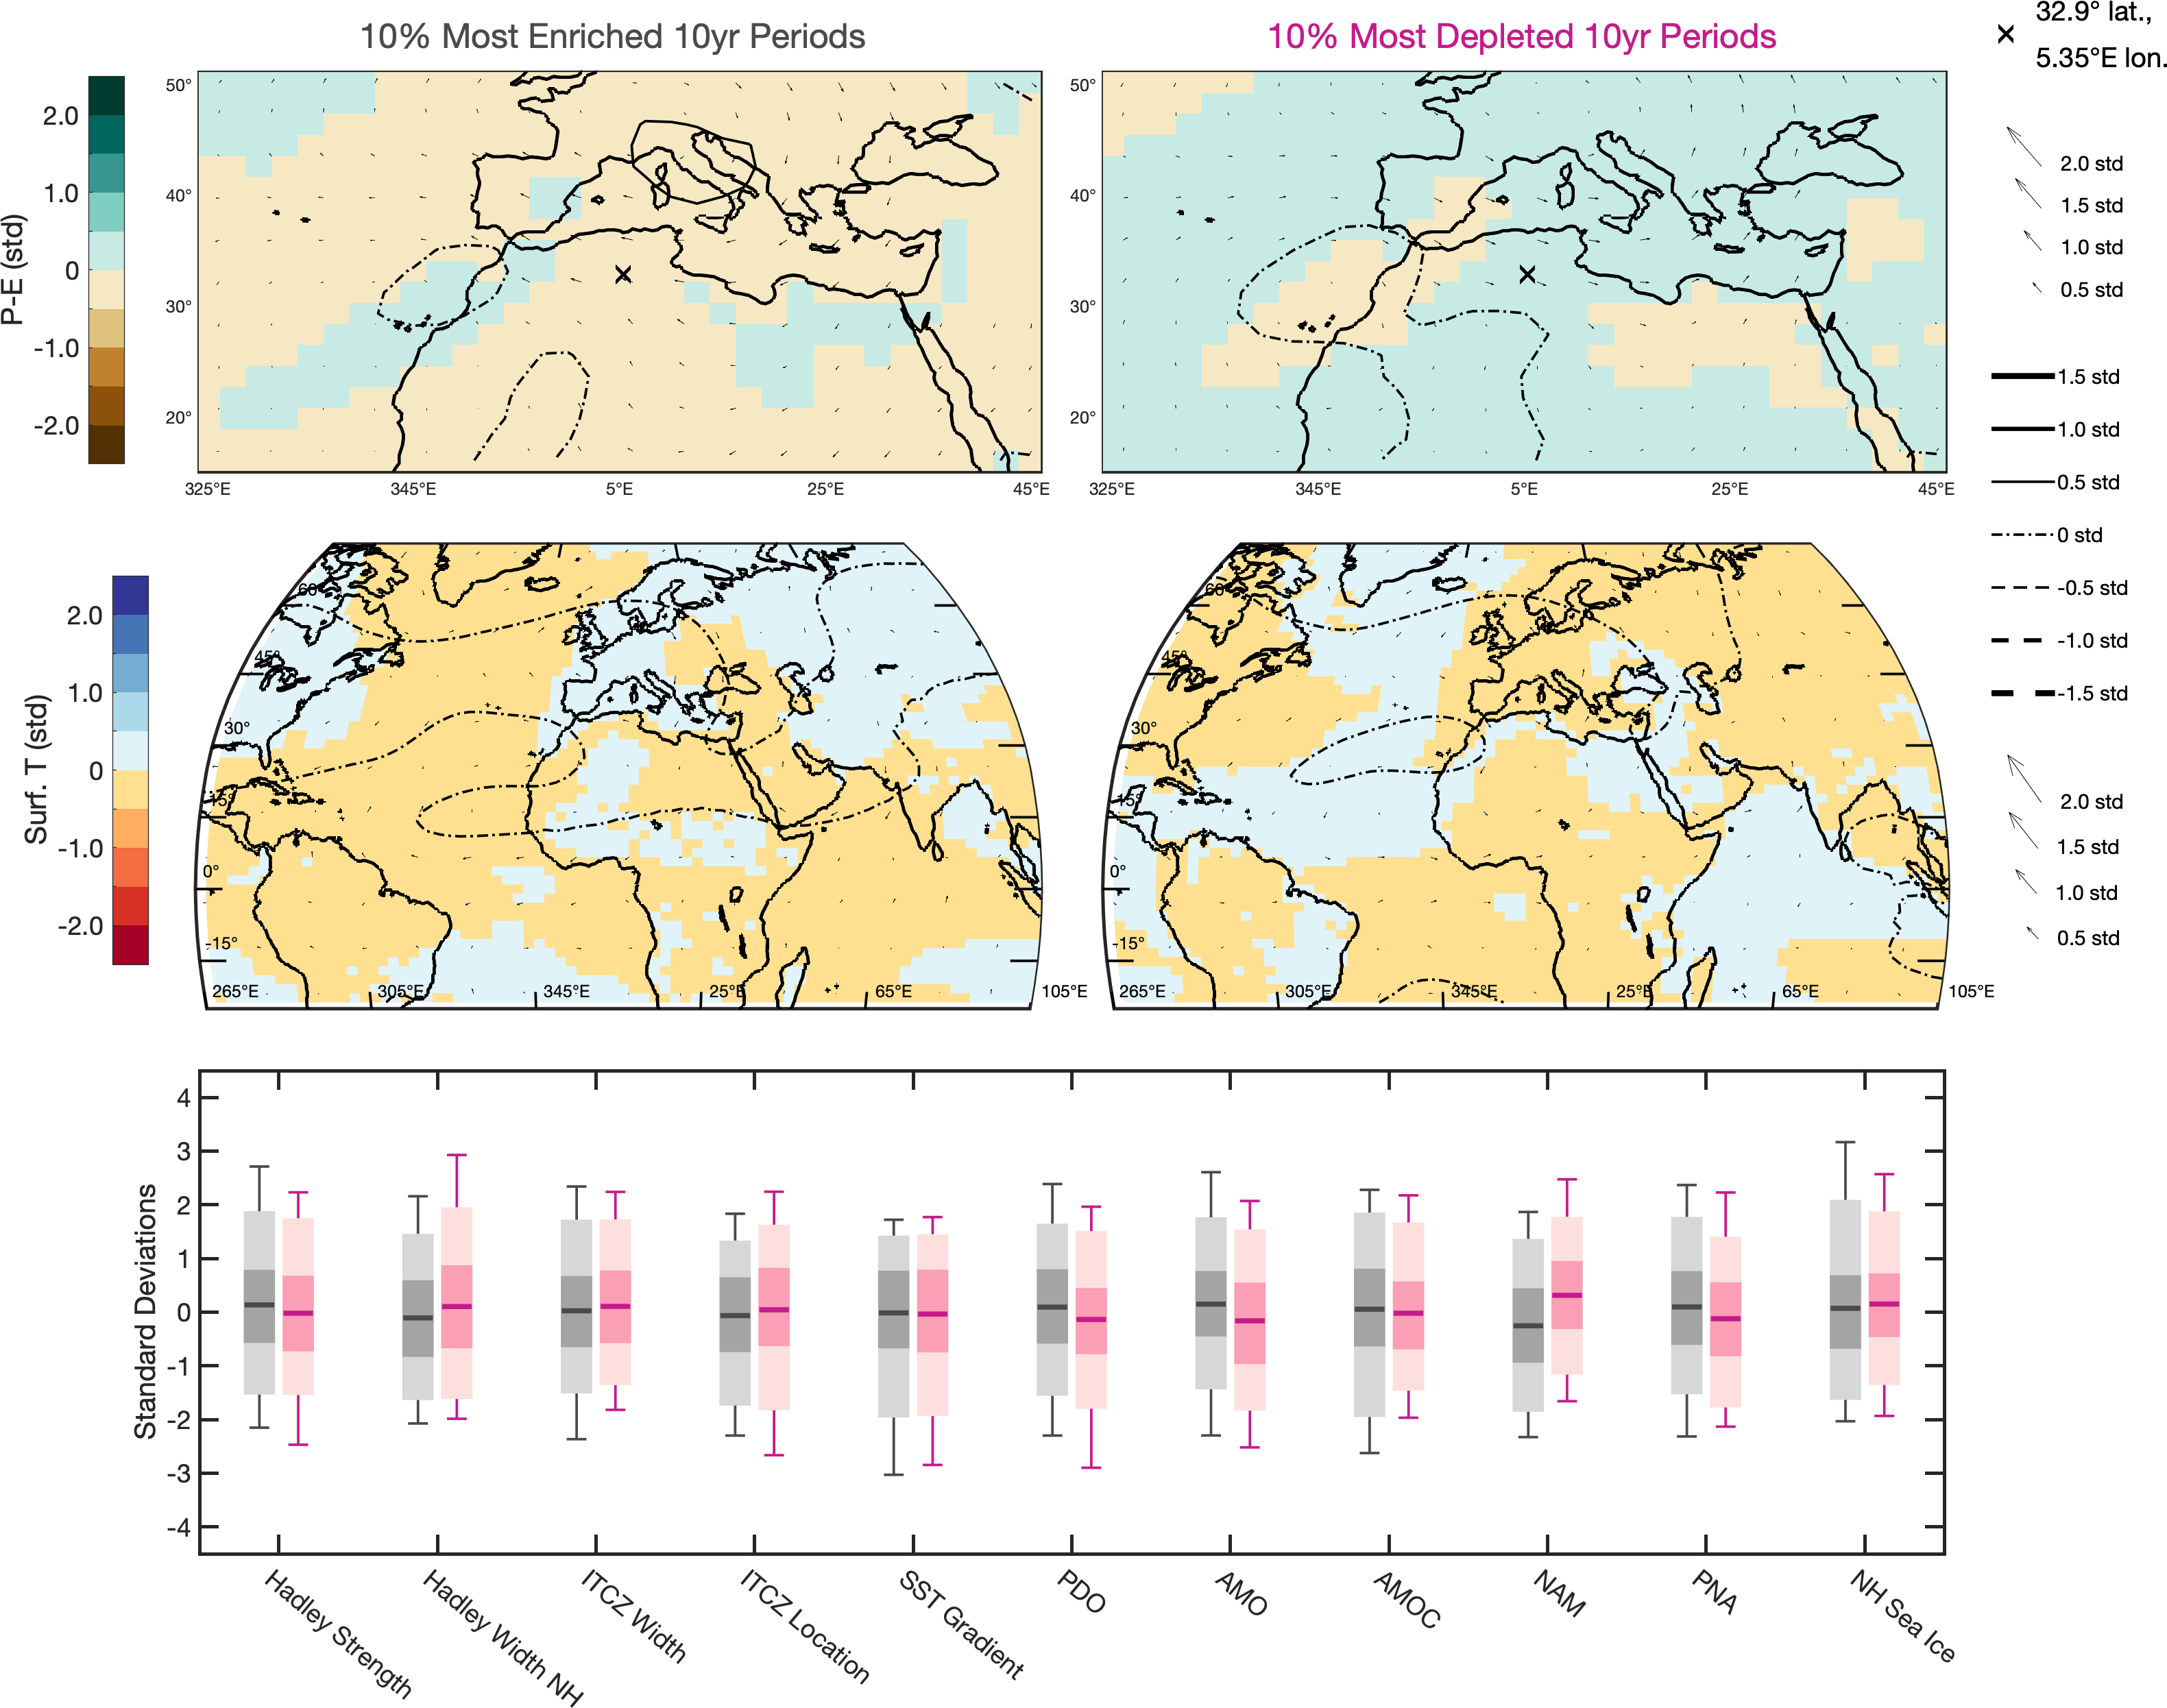 10% Most Enriched 10yr Periods
10% Most Depleted 10yr Periods
32.9° lat.,
5.35°E lon.
P-E (std)
2.0
1.0
0
-1.0
-2.0
50°
40°
30°
20°
325°E 345°E 5°E 25°E 45°E
50°
40°
30°
20°
325°E 345°E 5°E 25°E 45°E
2.0 std
1.5 std
1.0 std
0.5 std
1.5 std
1.0 std
0.5 std
0 std
-0.5 std
-1.0 std
-1.5 std
2.0 std
1.5 std
1.0 std
0.5 std
Surf. T (std)
2.0
1.0
0
-1.0
-2.0
60°
45°
30°
15°
0°
-15°
265°E 305°E 345°E 25°E 65°E 105°E
60°
45°
30°
15°
0°
-15°
265°E 305°E 345°E 25°E 65°E 105°E
Standard Deviations
4
3
2
1
0
-1
-2
-3
-4
Hadley Strength
Hadley Width NH
ITCZ Width
ITCZ Location
SST Gradient
PDO
AMO
AMOC
NAM
PNA
NH Sea Ice